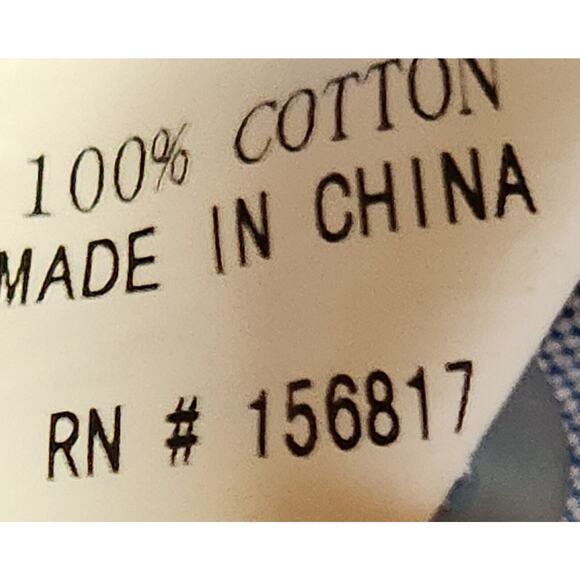 100% COTTON
MADE IN CHINA
RN # 156817